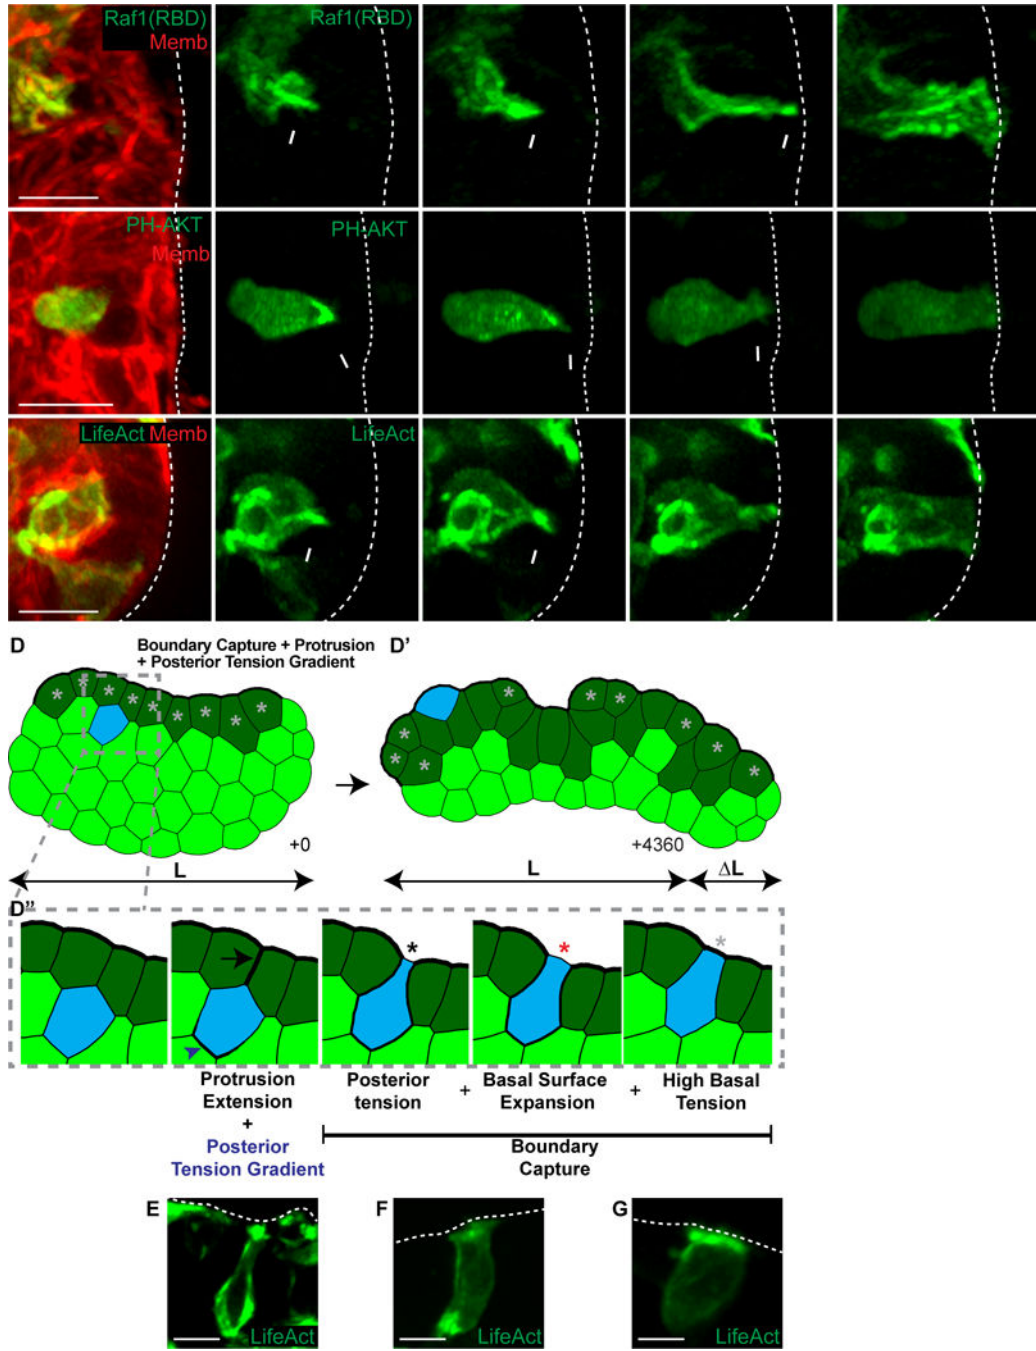 Raf1(RBD)
Memb
Raf1(RBD)
PH-AKT
Memb
PH-AKT
LifeAct Memb
LifeAct
D
Boundary Capture + Protrusion
+ Posterior Tension Gradient
D'
* * * * * * * * *
* * * * * * * *
+0
+4360
L
L
ΔL
D"
* * *
Protrusion
Extension
+
Posterior
Tension Gradient
Posterior
tension
+
Basal Surface
Expansion
+
High Basal
Tension
Boundary
Capture
E
LifeAct
F
LifeAct
G
LifeAct